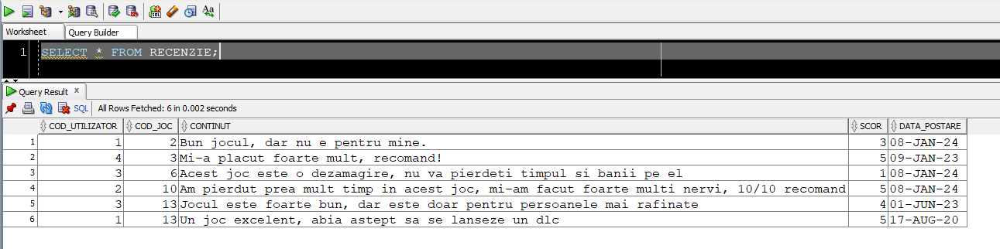 SQL
Aa
Worksheet Query Builder
1 SELECT * FROM RECENZIE;
Query Result x
SQL All Rows Fetched: 6 in 0.002 seconds
COD_UTILIZATOR COD_JOC CONTINUT SCOR DATA_POSTARE
1 1 2 Bun jocul, dar nu e pentru mine. 3 08-JAN-24
2 4 3 Mi-a placut foarte mult, recomand! 5 09-JAN-23
3 3 6 Acest joc este o dezamagire, nu va pierdeti timpul si banii pe el 1 08-JAN-24
4 2 10 Am pierdut prea mult timp in acest joc, mi-am facut foarte multi nervi, 10/10 recomand 5 08-JAN-24
5 3 13 Jocul este foarte bun, dar este doar pentru persoanele mai rafinate 4 01-JUN-23
6 1 13 Un joc excelent, abia astept sa se lanseze un dlc 5 17-AUG-20